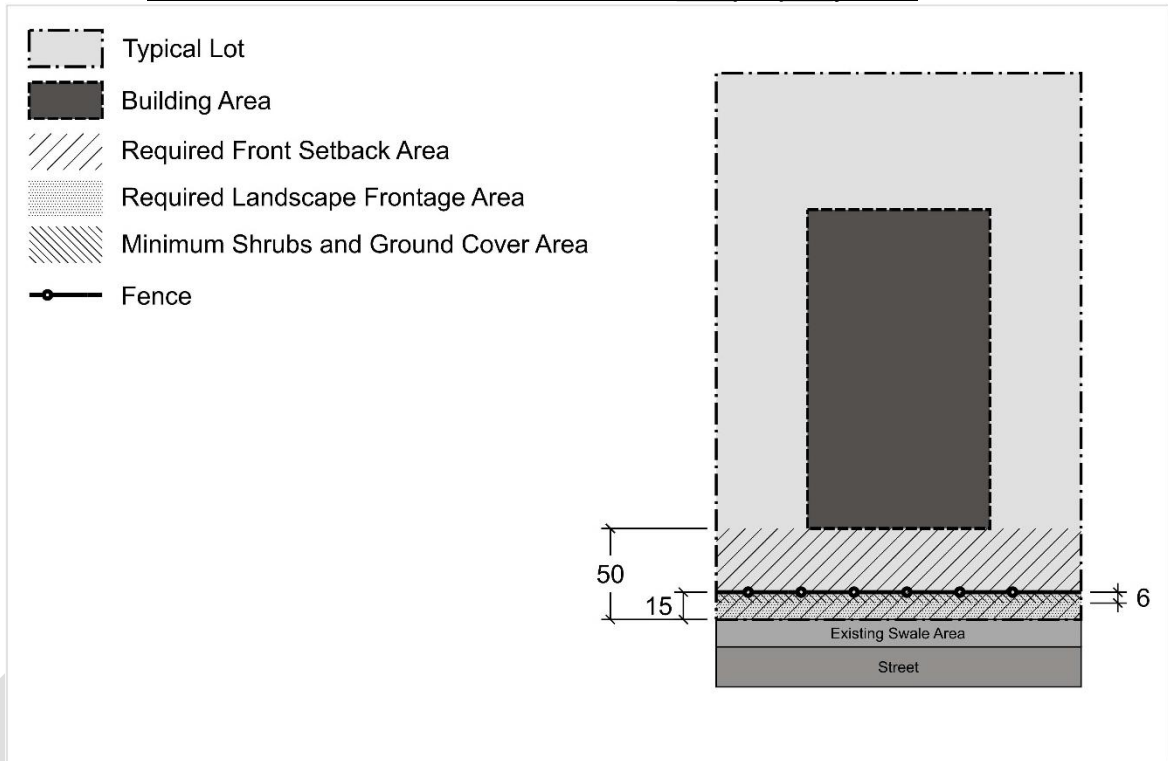 Typical Lot
Building Area
Required Front Setback Area
Required Landscape Frontage Area
Minimum Shrubs and Ground Cover Area
Fence
50
15
6
Existing Swale Area
Street